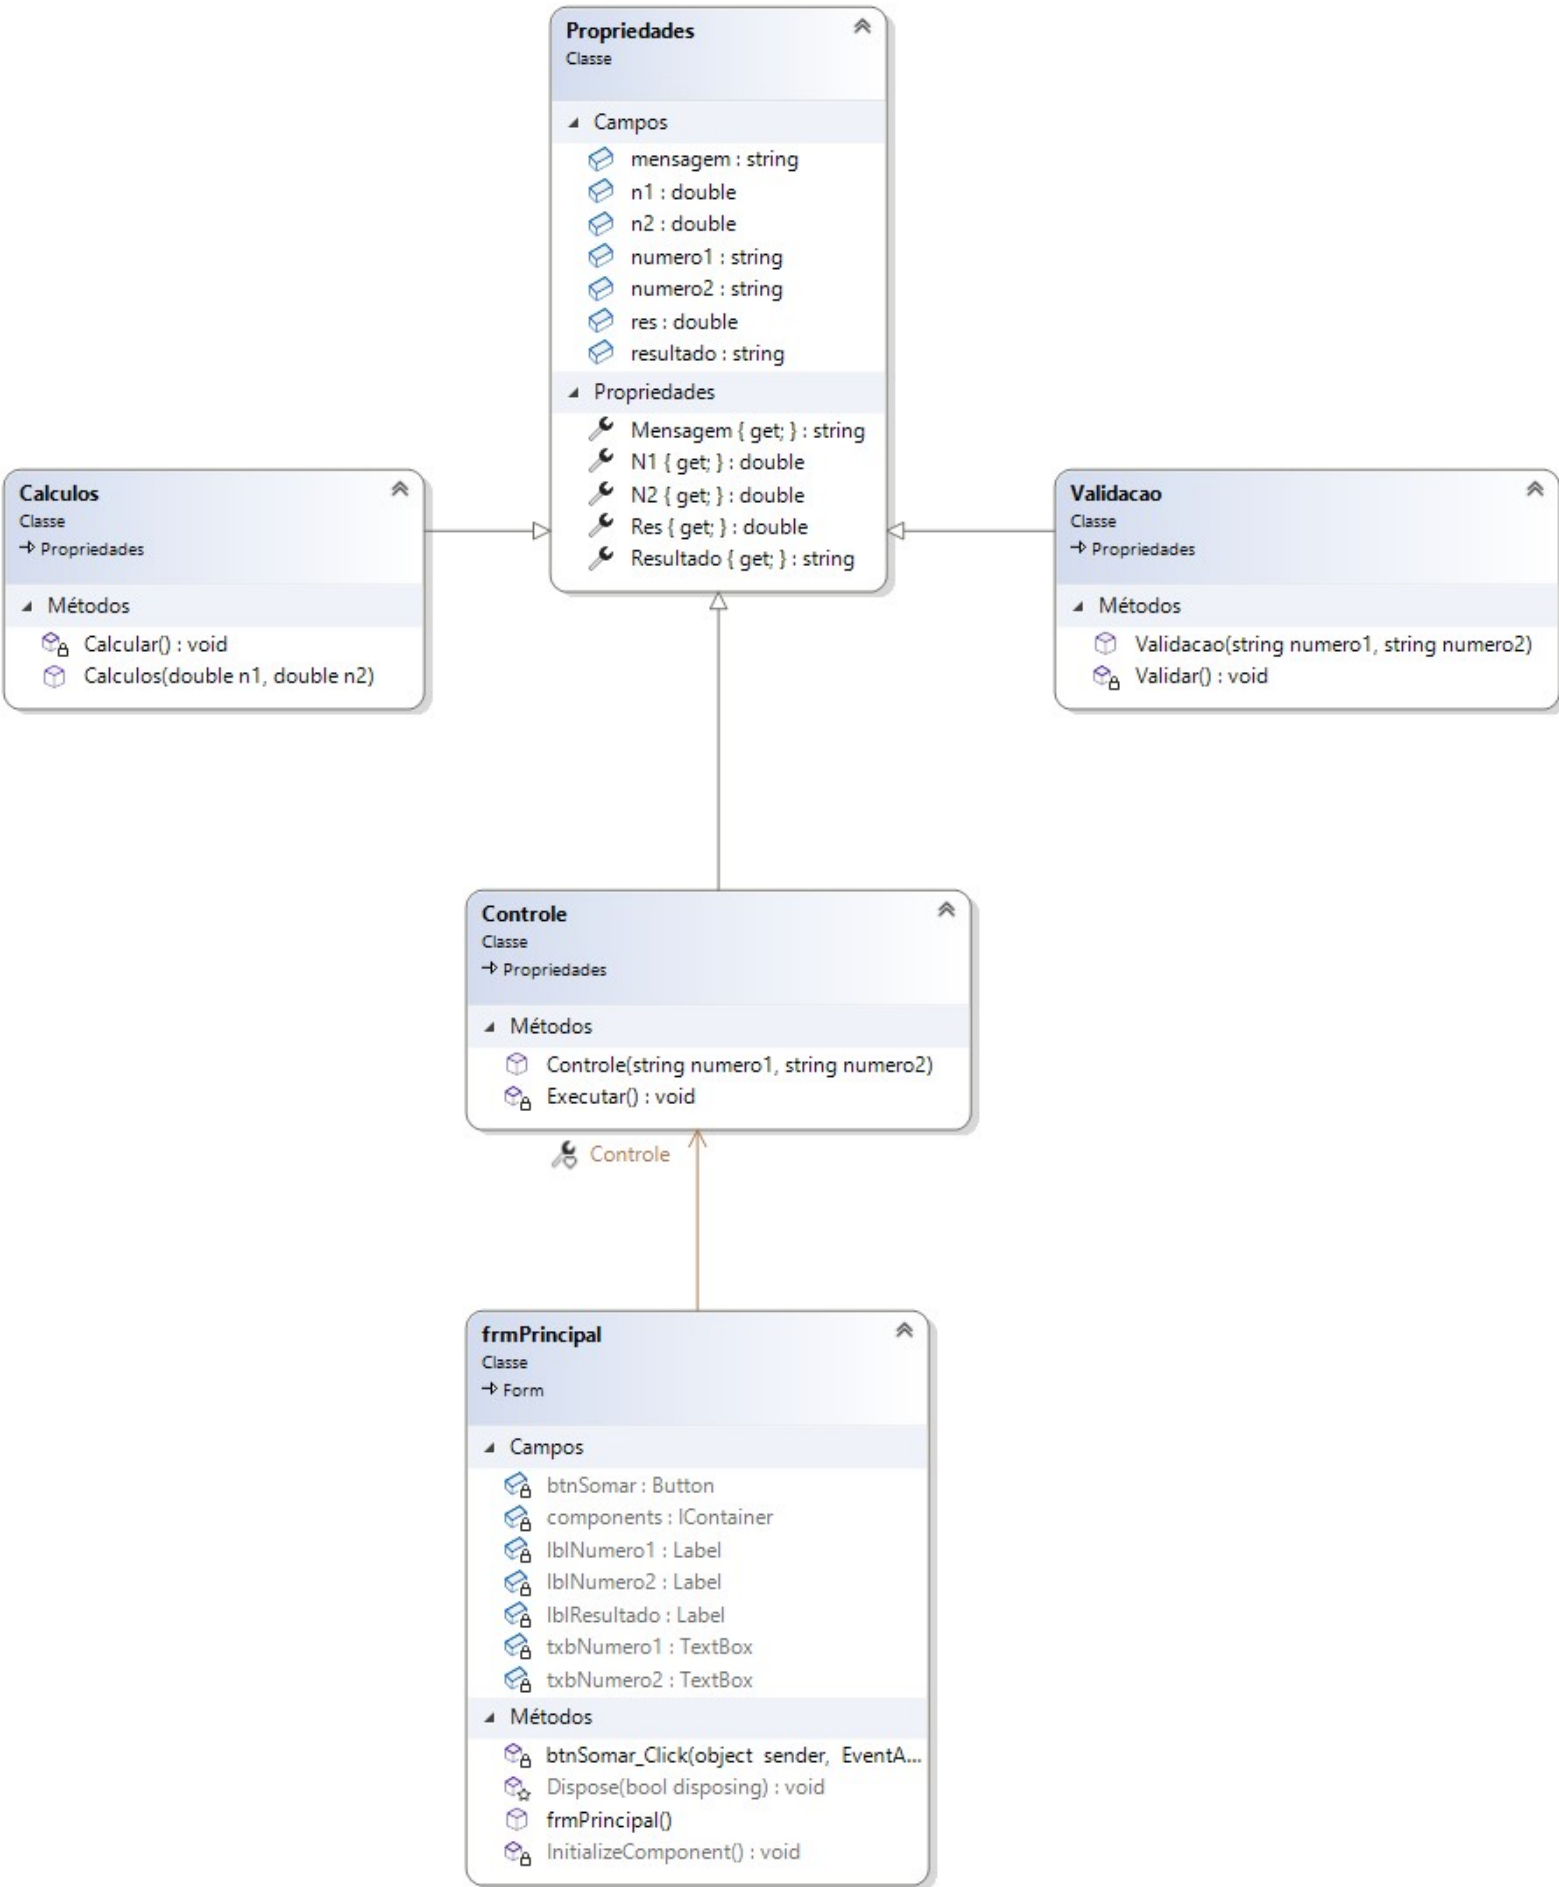 Propriedades
Classe
Campos
mensagem : string
n1 : double
n2 : double
numero1 : string
numero2 : string
res : double
resultado : string
Propriedades
Mensagem { get; } : string
N1 { get; } : double
N2 { get; } : double
Res { get; } : double
Resultado { get; } : string
Calculos
Classe
Propriedades
Métodos
Calcular() : void
Calculos(double n1, double n2)
Validacao
Classe
Propriedades
Métodos
Validacao(string numero1, string numero2)
Validar() : void
Controle
Classe
Propriedades
Métodos
Controle(string numero1, string numero2)
Executar() : void
Controle
frmPrincipal
Classe
Form
Campos
btnSomar : Button
components : IContainer
lblNumero1 : Label
lblNumero2 : Label
lblResultado : Label
txbNumero1 : TextBox
txbNumero2 : TextBox
Métodos
btnSomar_Click(object sender, EventA...
Dispose(bool disposing) : void
frmPrincipal()
InitializeComponent() : void